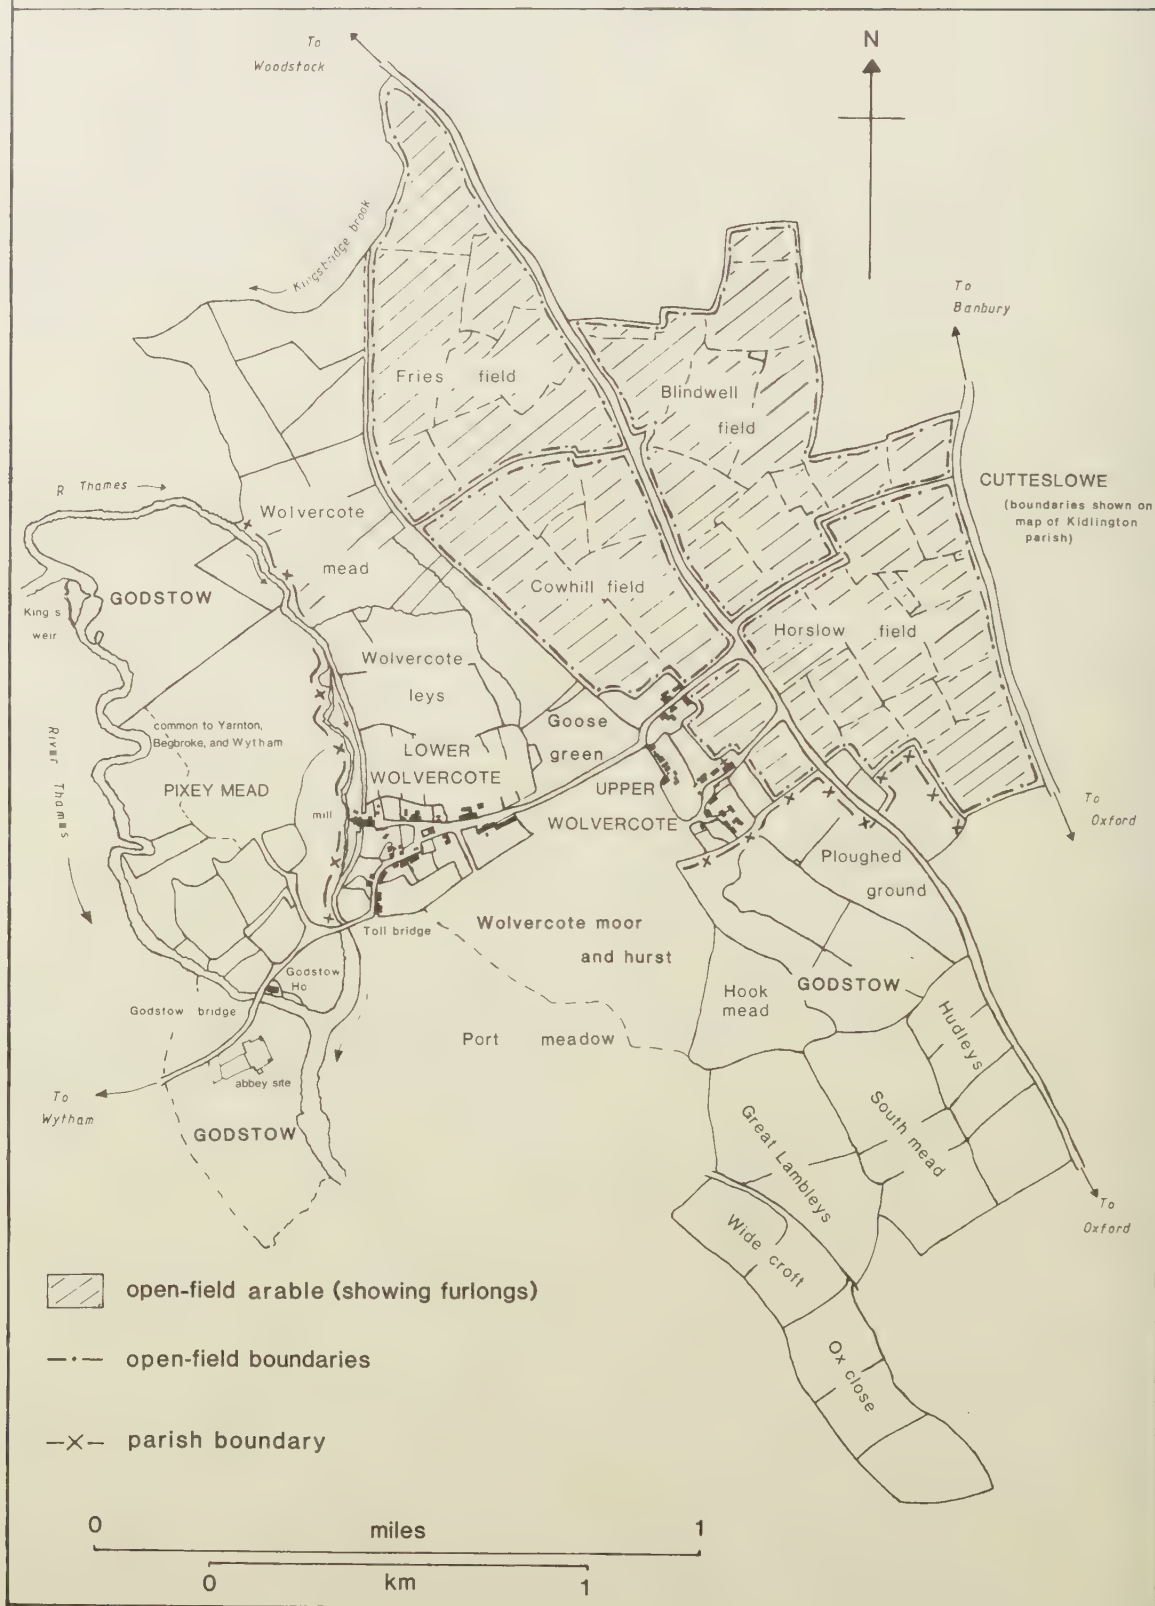 To
Woodstock
N
Kingsbridge brook
To
Banbury
Fries field
Blindwell
field
CUTTESLOWE
(boundaries shown on
map of Kidlington
parish)
R Thames
Wolvercote
mead
Cowhill field
Horslow field
GODSTOW
King s
weir
Wolvercote
leys
common to Yarnton,
Begbroke, and Wytham
PIXEY MEAD
River Thames
Goose
green
LOWER
WOLVERCOTE
UPPER
WOLVERCOTE
mill
To
Oxford
Ploughed
ground
Toll bridge
Wolvercote moor
and hurst
Godstow
Ho
Godstow bridge
GODSTOW
Hook
mead
Hudleys
Port meadow
abbey site
To
Wytham
GODSTOW
South mead
Great Lambleys
To
Oxford
Wide croft
Ox close
open-field arable (showing furlongs)
open-field boundaries
parish boundary
0 miles 1
0 km 1